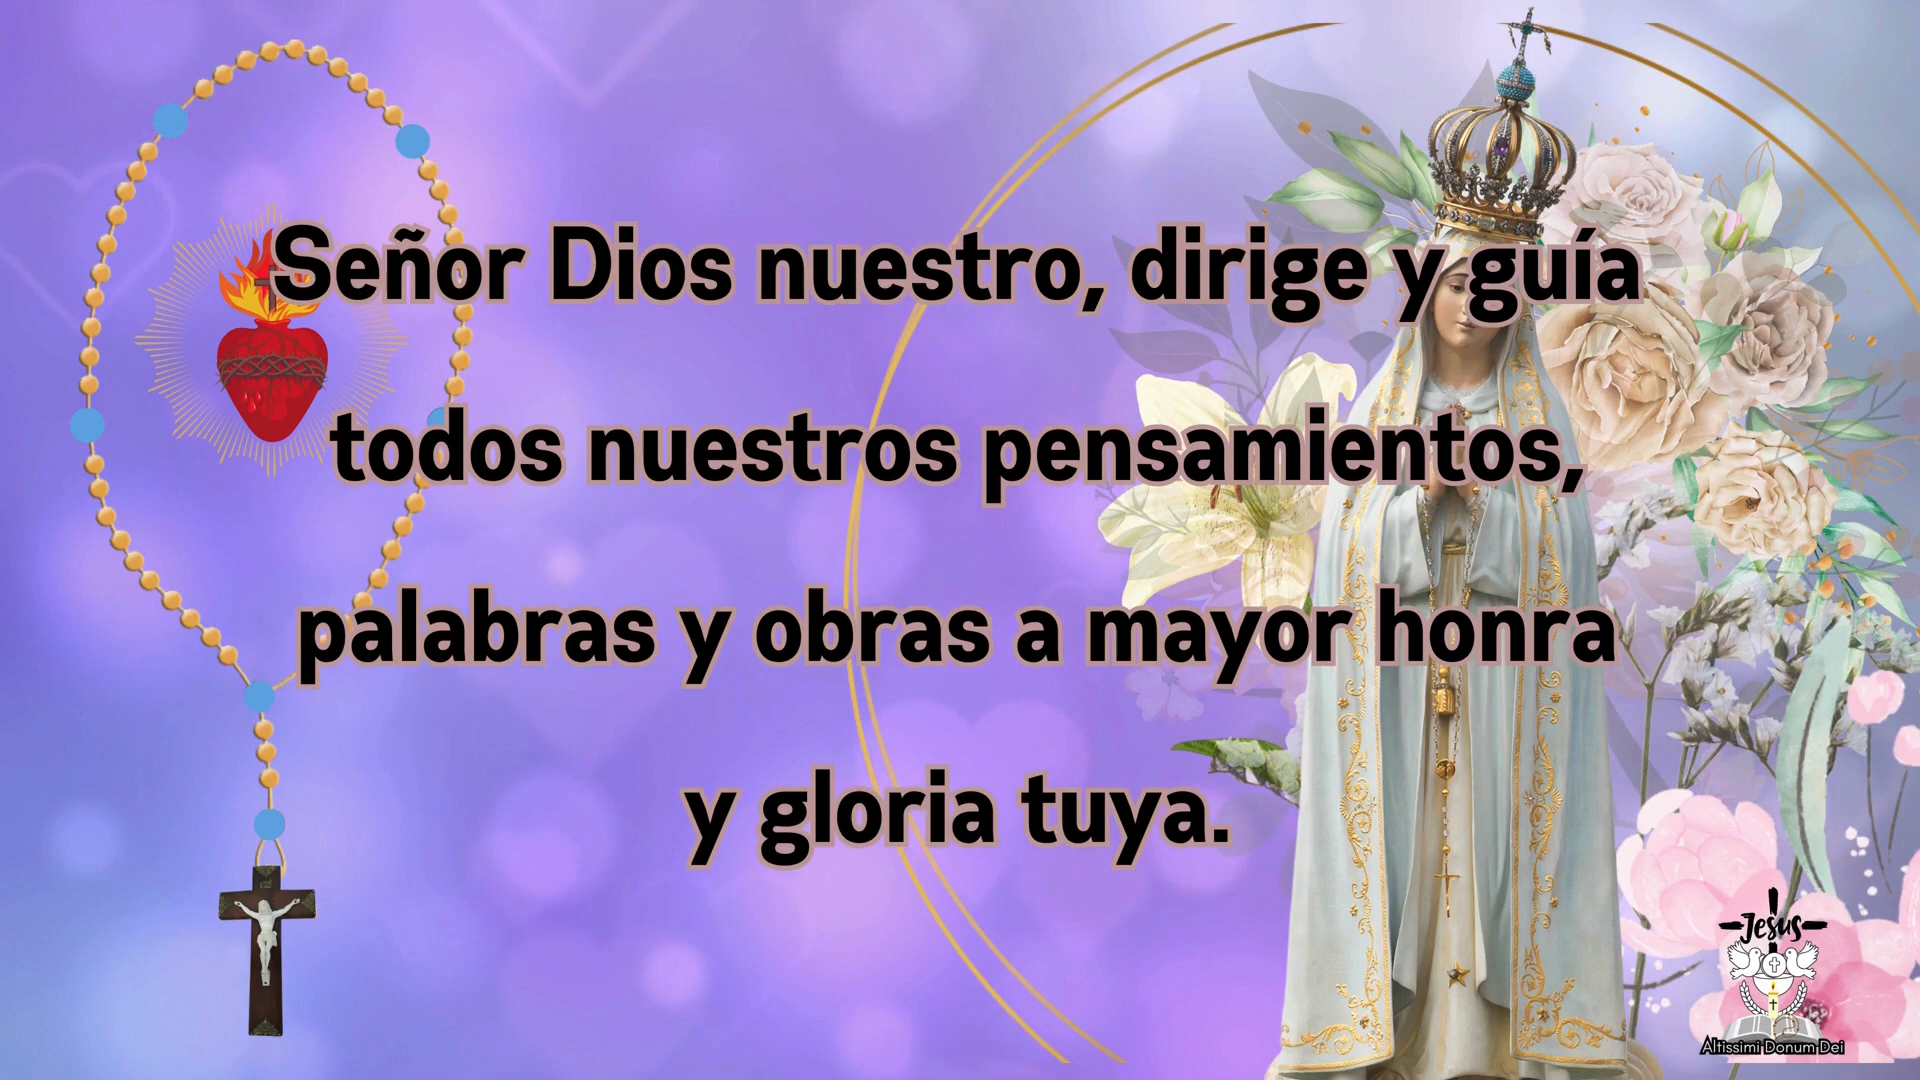 Señor Dios nuestro, dirige y guía
todos nuestros pensamientos,
palabras y obras a mayor honra
y gloria tuya.
Jesus
Altissimi Donum Dei